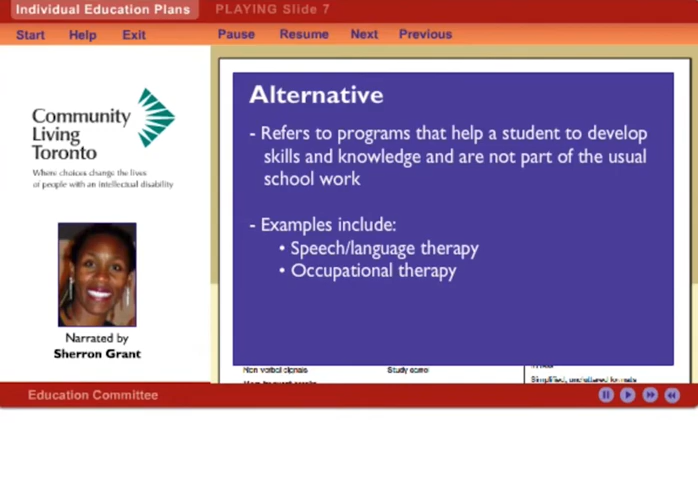 Individual Education Plans
PLAYING Slide 7
Start Help Exit
Pause Resume Next Previous
Community
Living
Toronto
Where choices change the lives
of people with an intellectual disability
Narrated by
Sherron Grant
Alternative
- Refers to programs that help a student to develop
skills and knowledge and are not part of the usual
school work
- Examples include:
• Speech/language therapy
• Occupational therapy
Non verbal signals
Study carrel
Simplified, uncluttered formats
Education Committee